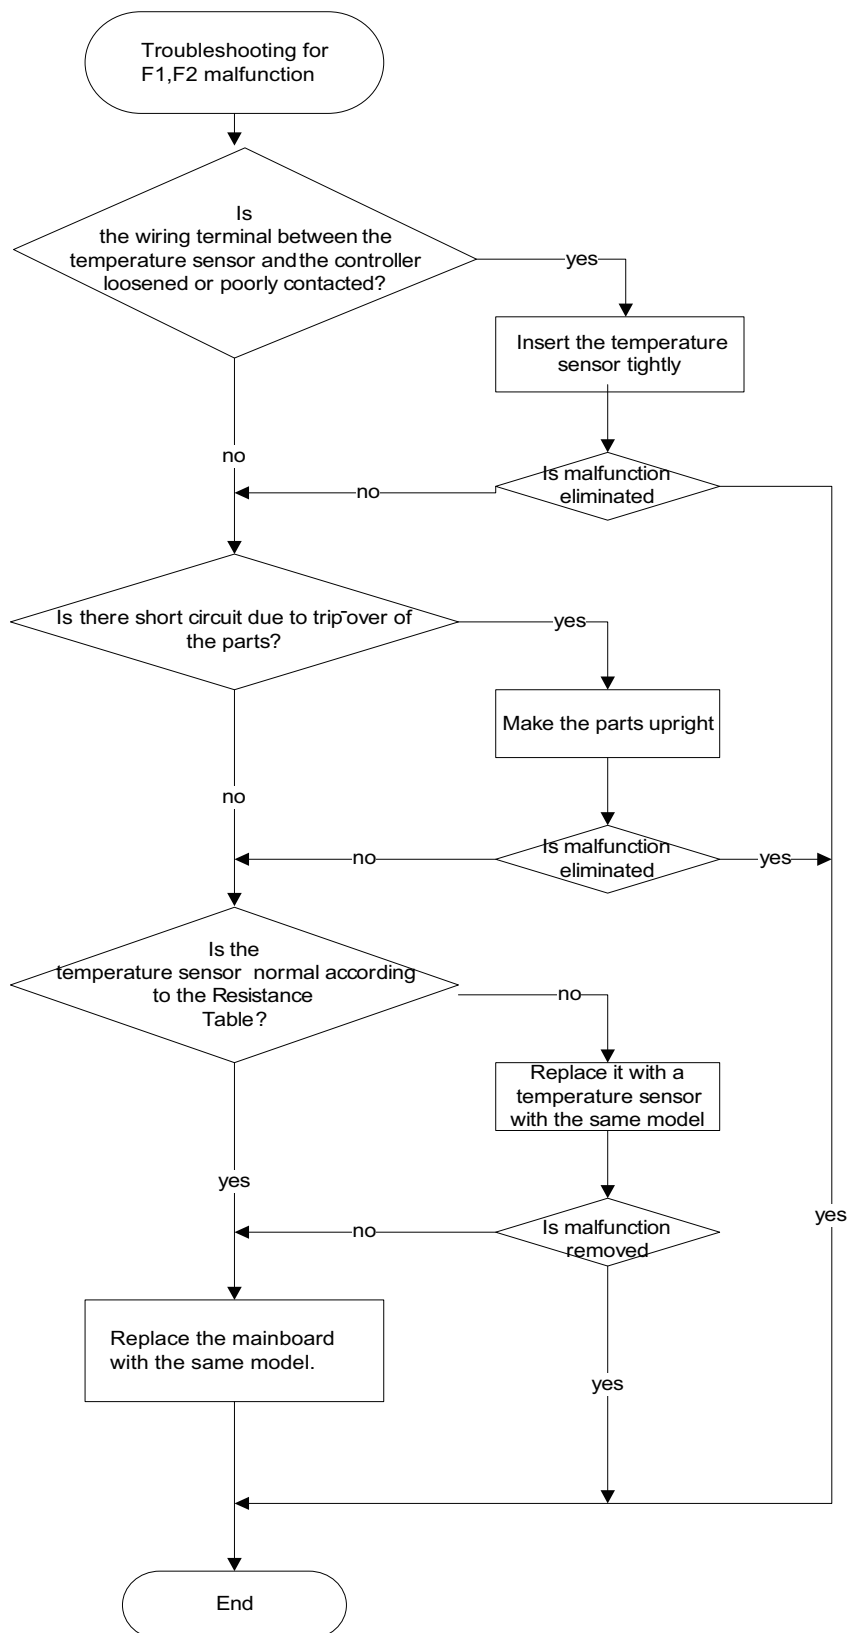 Troubleshooting for
F1,F2 malfunction
Is
the wiring terminal between the
temperature sensor and the controller
loosened or poorly contacted?
yes
Insert the temperature
sensor tightly
no
Is malfunction
eliminated
no
Is there short circuit due to trip-over of
the parts?
yes
Make the parts upright
no
Is malfunction
eliminated
no
yes
Is the
temperature sensor normal according
to the Resistance
Table?
no
Replace it with a
temperature sensor
with the same model
yes
Is malfunction
removed
no
yes
Replace the mainboard
with the same model.
yes
End